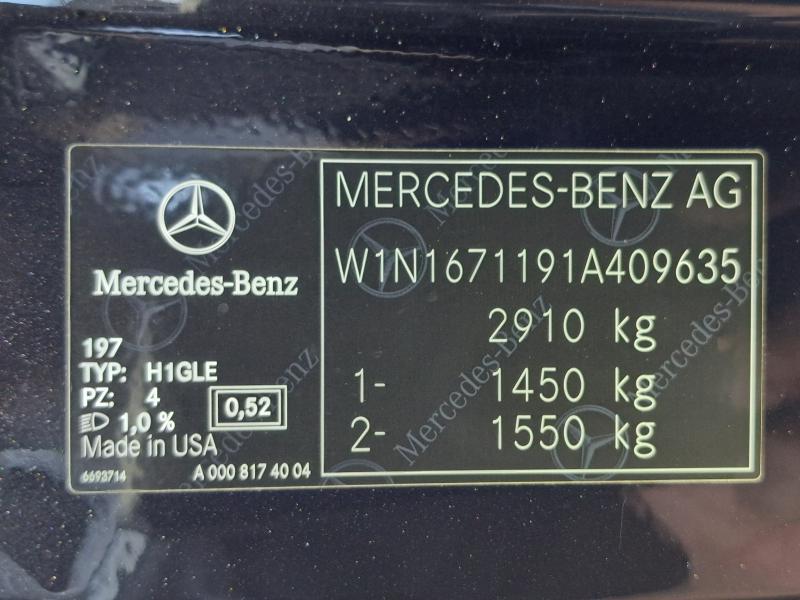 Mercedes-Benz
197
TYP: H1GLE
PZ: 4
1,0 %
0,52
Made in USA
6693714
A 000 817 40 04
MERCEDES-BENZ AG
W1N1671191A409635
2910 kg
1- 1450 kg
2- 1550 kg